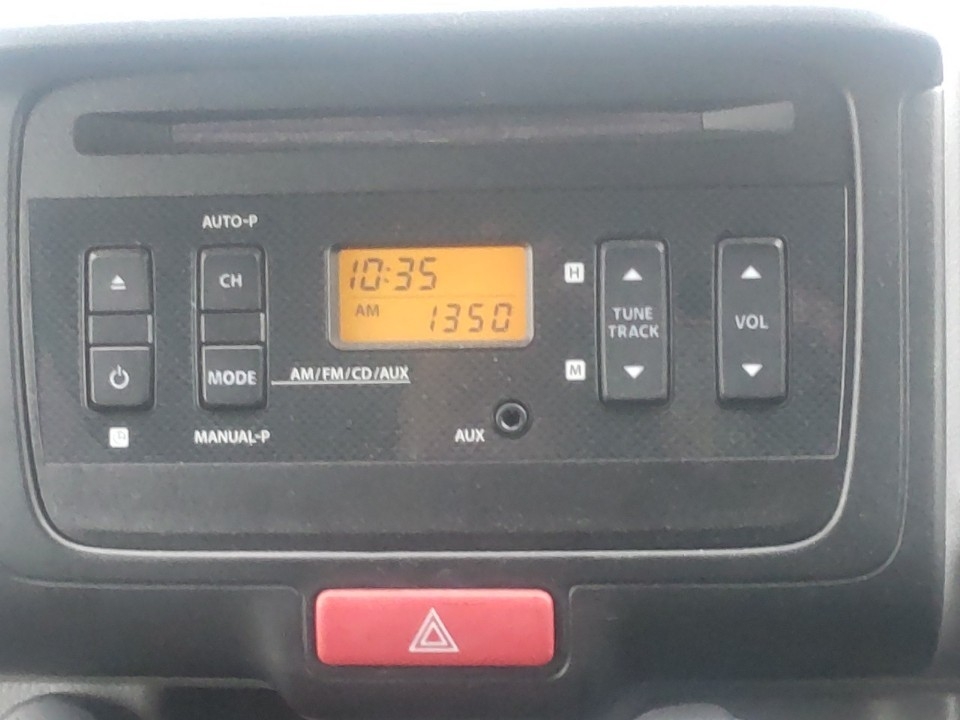 AUTO-P
CH
10:35
AM 1350
H
TUNE
TRACK
VOL
MODE
AM/FM/CD/AUX
M
MANUAL-P
AUX